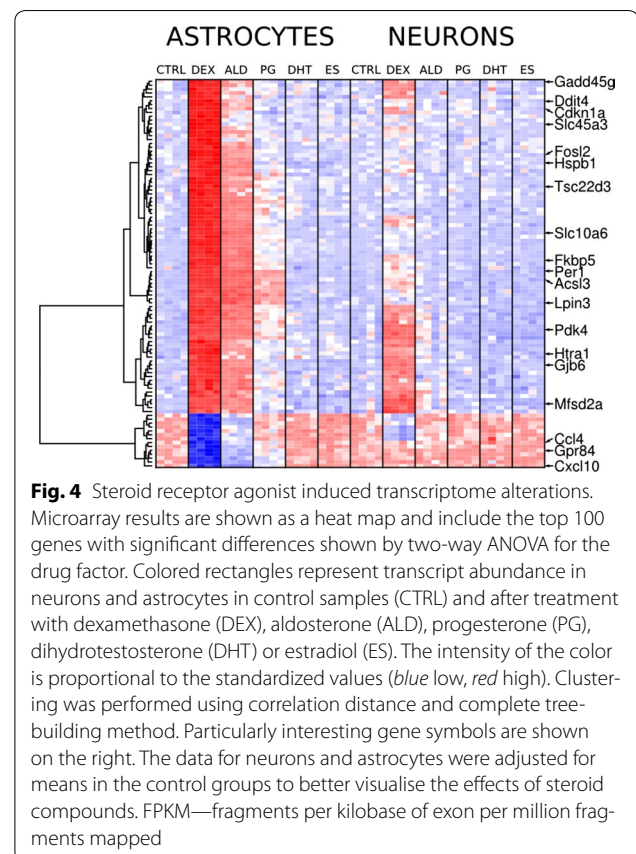 ASTROCYTES NEURONS
CTRL DEX ALD PG DHT ES CTRL DEX ALD PG DHT ES
Gadd45g
Ddit4
Cdkn1a
Slc45a3
Fosl2
Hspb1
Tsc22d3
Slc10a6
Fkbp5
Per1
Acsl3
Lpin3
Pdk4
Htra1
Gjb6
Mfsd2a
Ccl4
Gpr84
Cxcl10
Fig. 4 Steroid receptor agonist induced transcriptome alterations.
Microarray results are shown as a heat map and include the top 100
genes with significant differences shown by two-way ANOVA for the
drug factor. Colored rectangles represent transcript abundance in
neurons and astrocytes in control samples (CTRL) and after treatment
with dexamethasone (DEX), aldosterone (ALD), progesterone (PG),
dihydrotestosterone (DHT) or estradiol (ES). The intensity of the color
is proportional to the standardized values (blue low, red high). Cluster-
ing was performed using correlation distance and complete tree-
building method. Particularly interesting gene symbols are shown
on the right. The data for neurons and astrocytes were adjusted for
means in the control groups to better visualise the effects of steroid
compounds. FPKM—fragments per kilobase of exon per million frag-
ments mapped